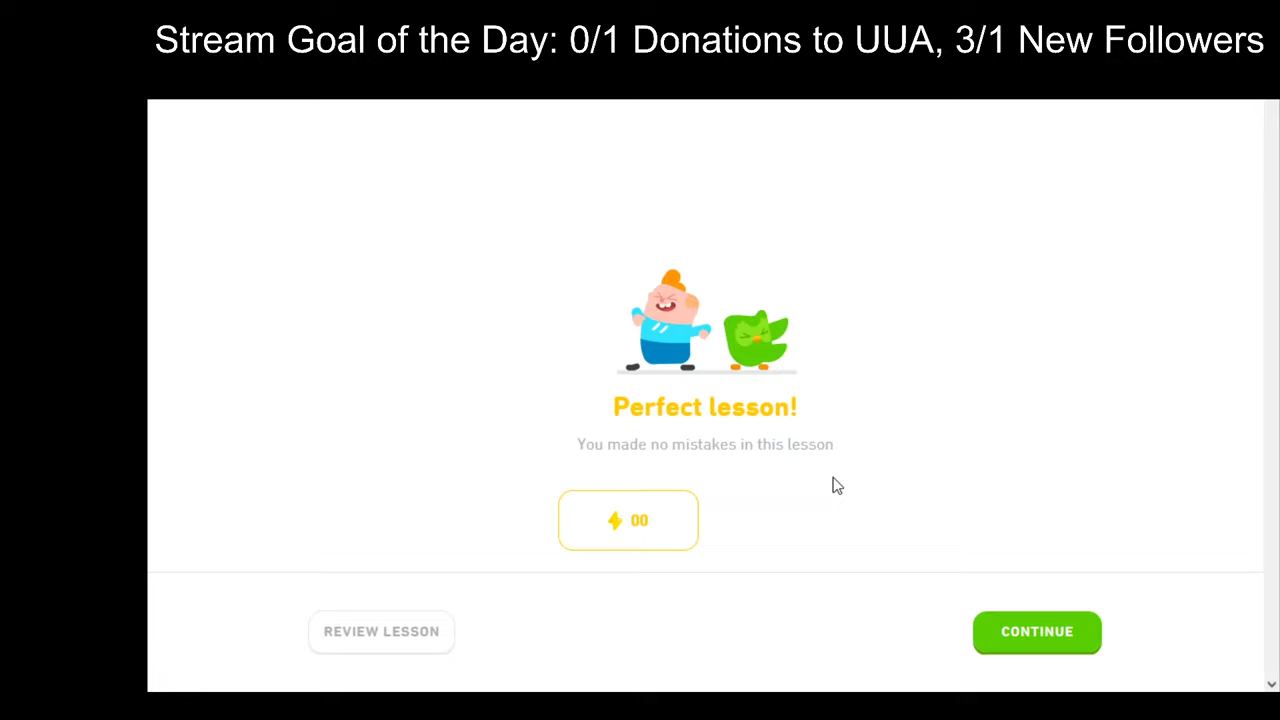 Stream Goal of the Day: 0/1 Donations to UUA, 3/1 New Followers
Perfect lesson!
You made no mistakes in this lesson
00
REVIEW LESSON
CONTINUE